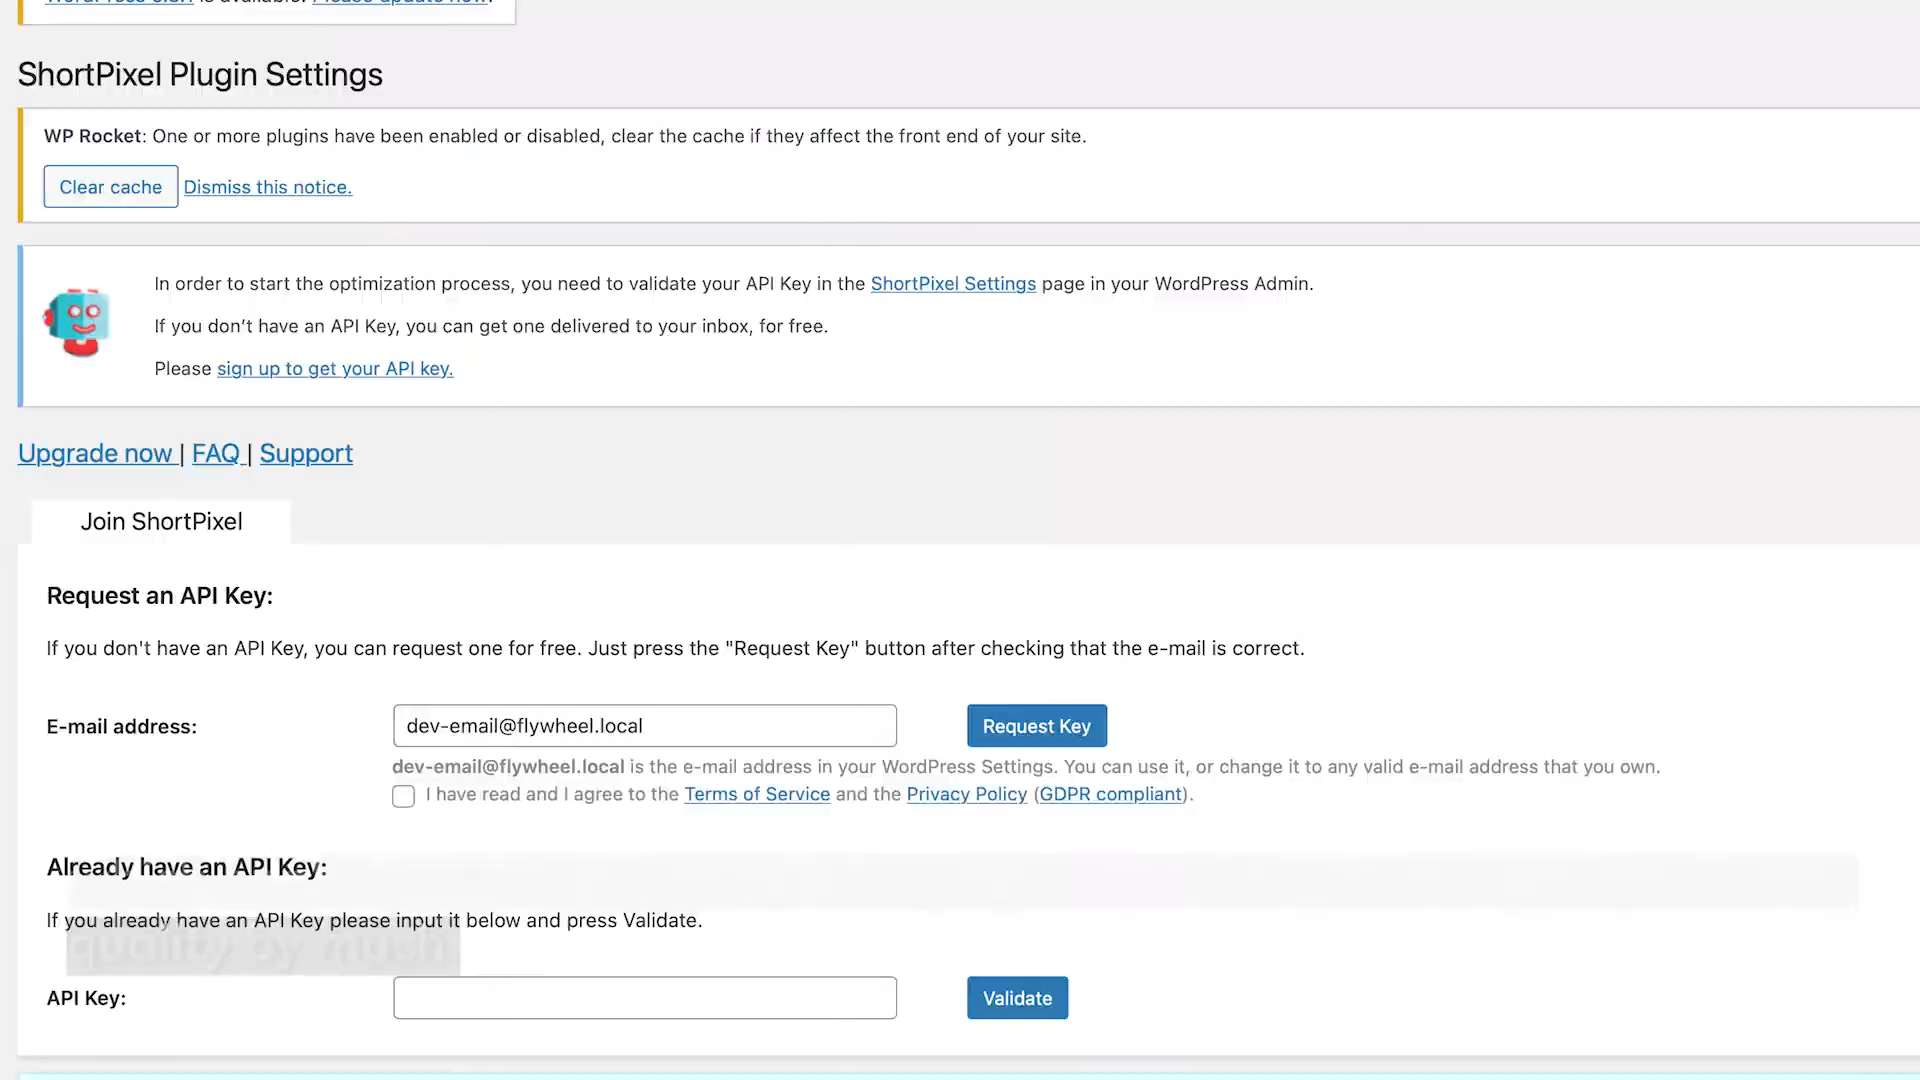 is available. Please update now.
ShortPixel Plugin Settings
WP Rocket: One or more plugins have been enabled or disabled, clear the cache if they affect the front end of your site.
Clear cache Dismiss this notice.
In order to start the optimization process, you need to validate your API Key in the ShortPixel Settings page in your WordPress Admin.
If you don’t have an API Key, you can get one delivered to your inbox, for free.
Please sign up to get your API key.
Upgrade now | FAQ | Support
Join ShortPixel
Request an API Key:
If you don't have an API Key, you can request one for free. Just press the "Request Key" button after checking that the e-mail is correct.
E-mail address: dev-email@flywheel.local Request Key
dev-email@flywheel.local is the e-mail address in your WordPress Settings. You can use it, or change it to any valid e-mail address that you own.
I have read and I agree to the Terms of Service and the Privacy Policy (GDPR compliant).
Already have an API Key:
If you already have an API Key please input it below and press Validate.
quality by much
API Key: Validate